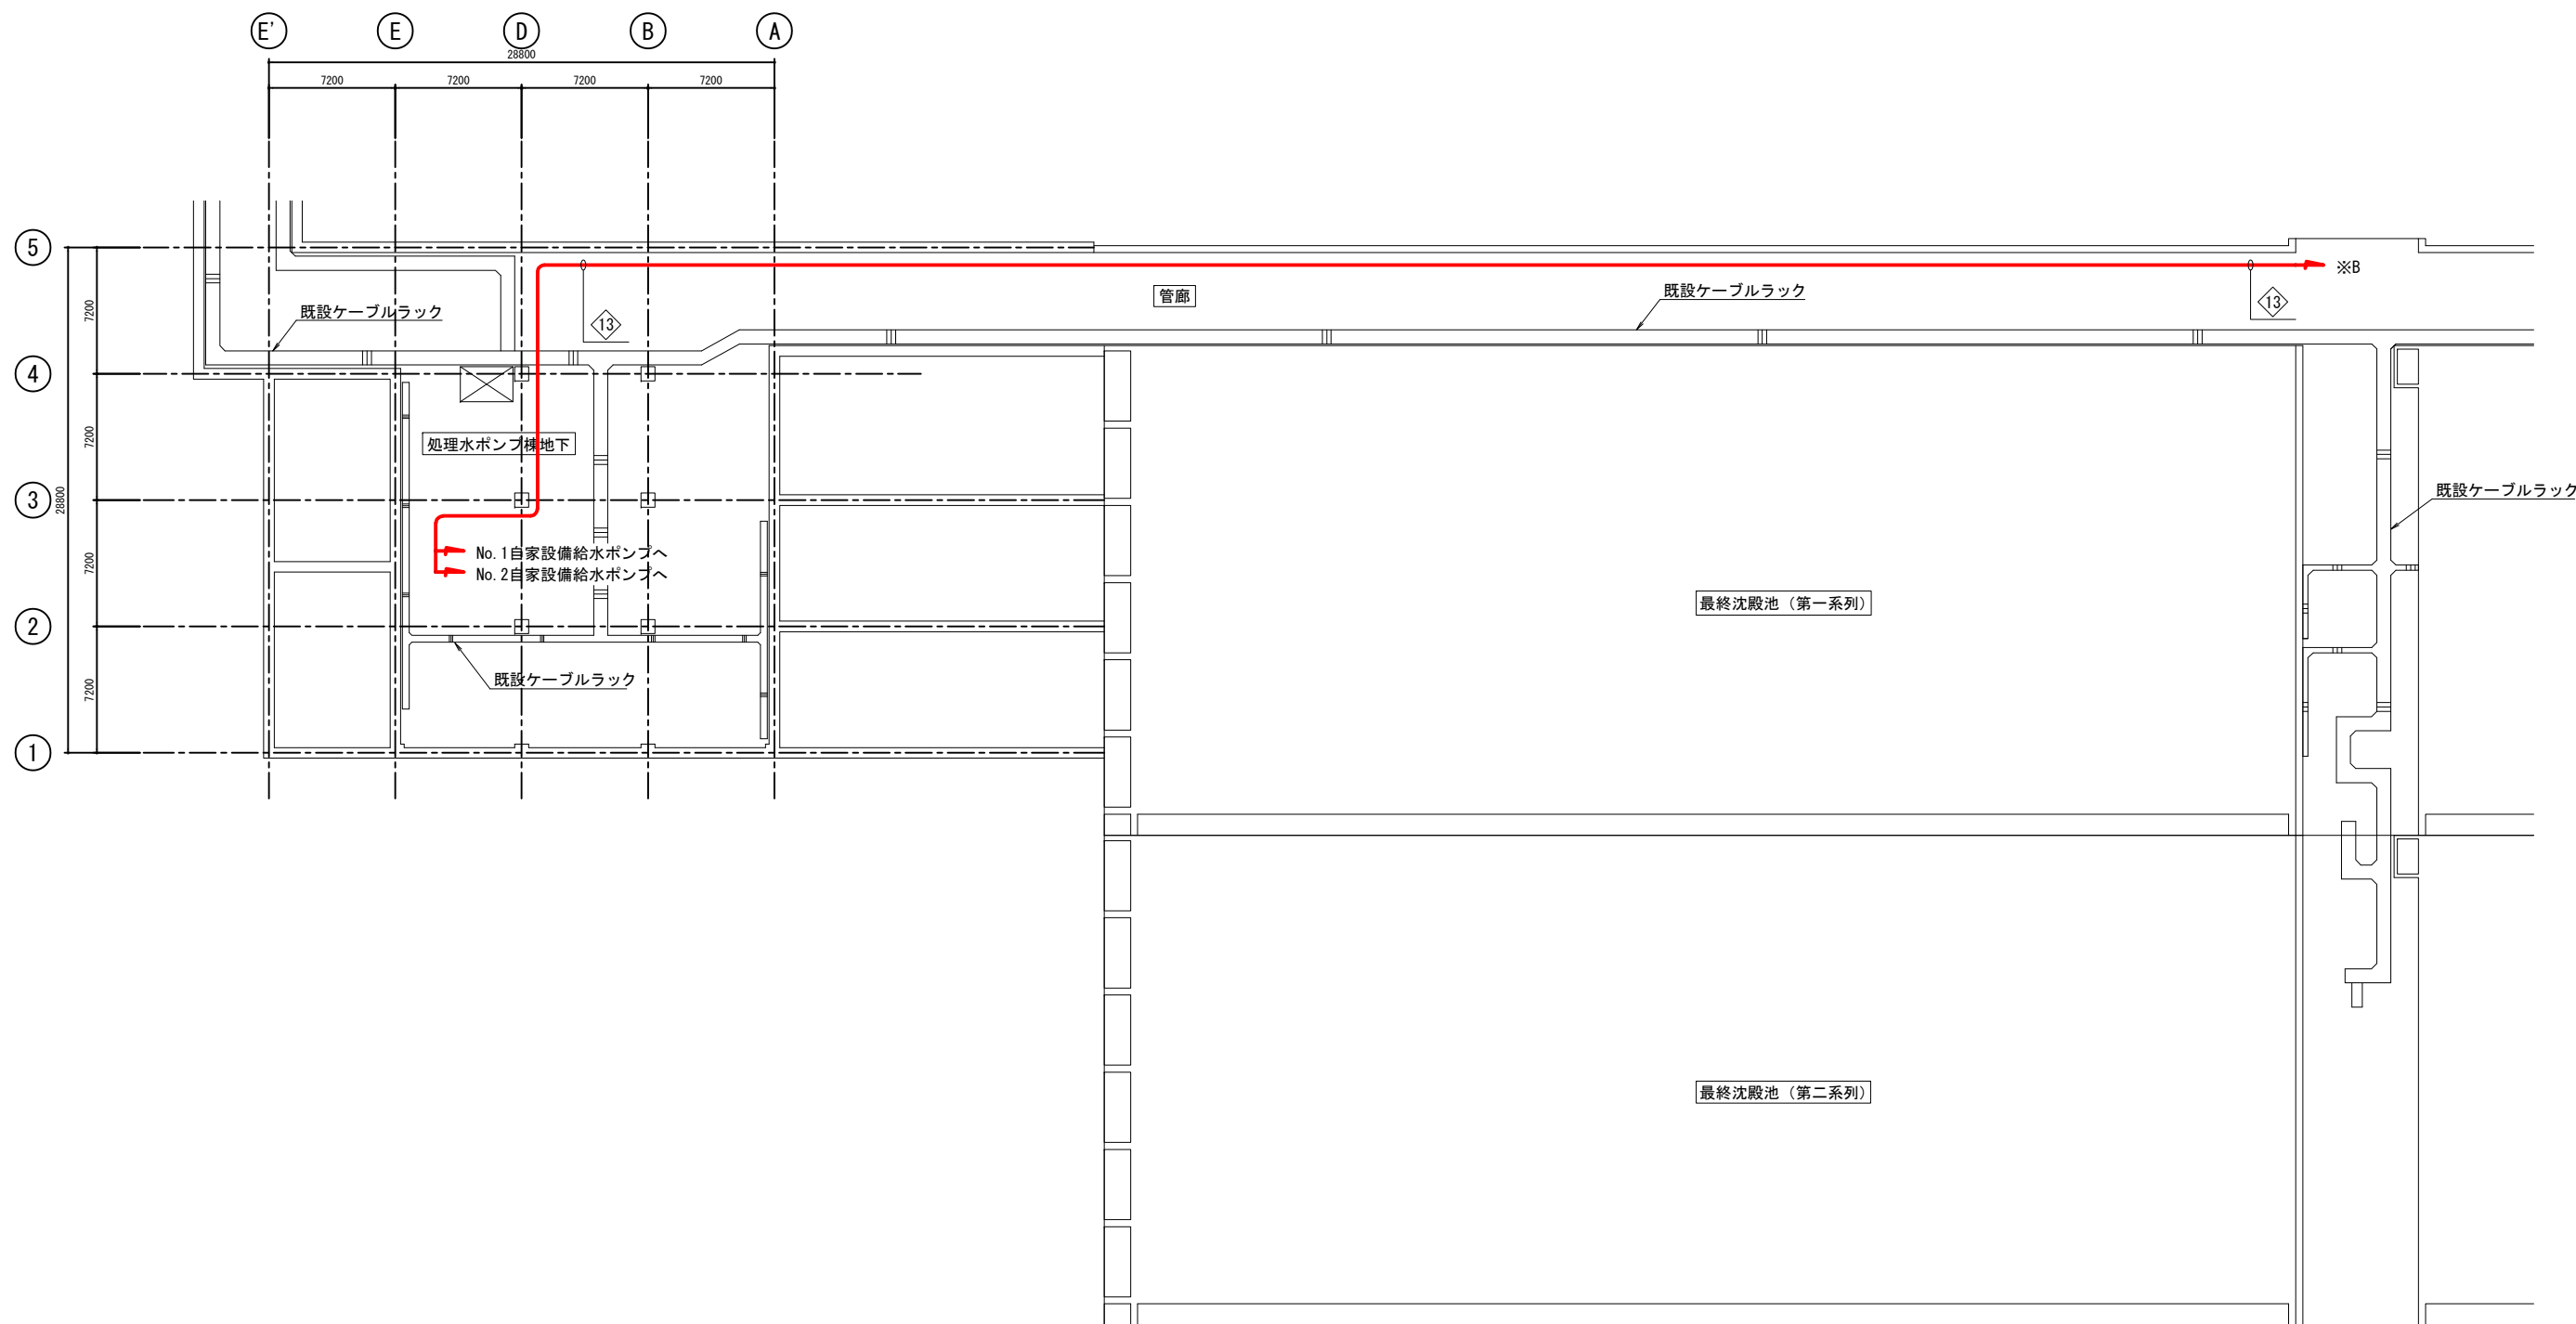 E' E D B A
28800
7200 7200 7200 7200
5
※B
既設ケーブルラック
管廊
13
7200
既設ケーブルラック
13
4
7200
処理水ポンプ棟地下
3
28800
既設ケーブルラック
No.1自家設備給水ポンプへ
7200
No.2自家設備給水ポンプへ
最終沈殿池（第一系列）
2
既設ケーブルラック
7200
1
最終沈殿池（第二系列）